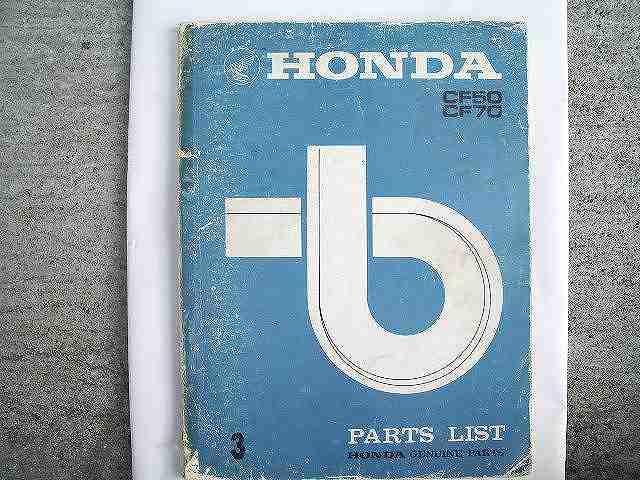 HONDA
CF50
CF70
PARTS LIST
HONDA GENUINE PARTS
3